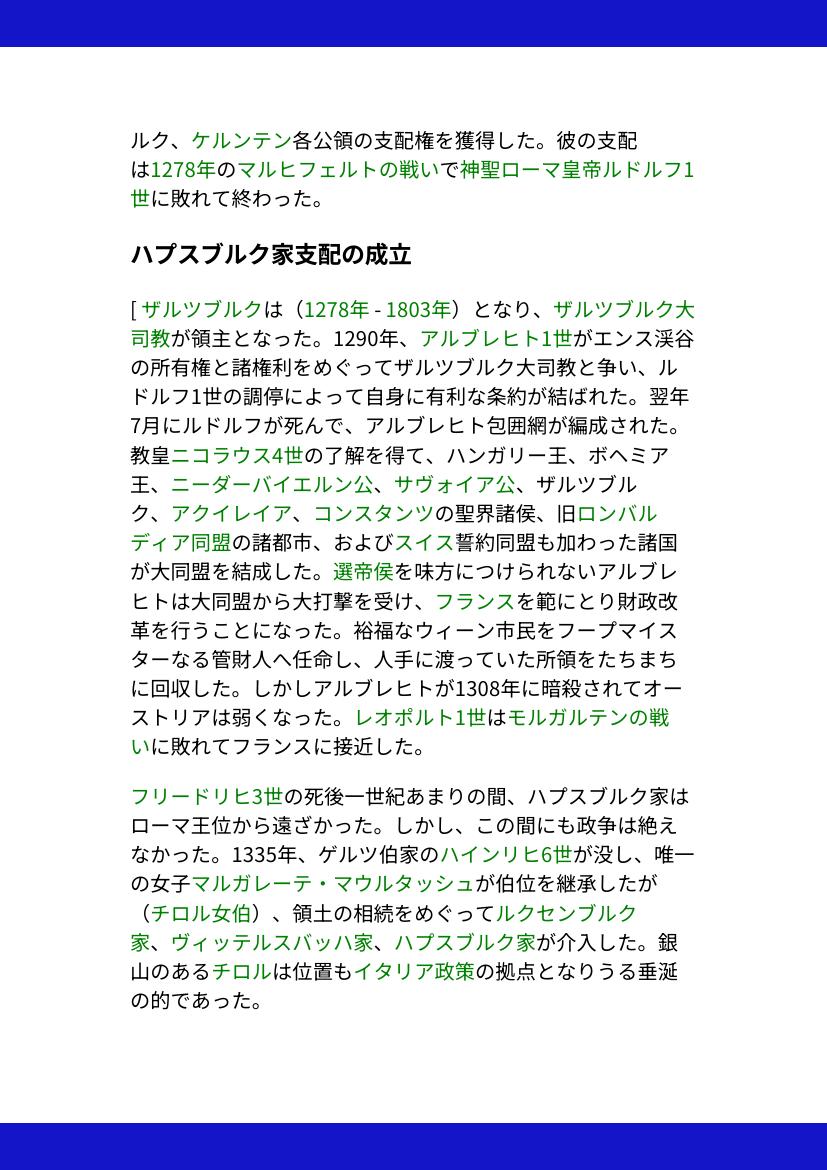 ルク、ケルンテン各公領の支配権を獲得した。彼の支配
は1278年のマルヒフェルトの戦いで神聖ローマ皇帝ルドルフ1
世に敗れて終わった。
ハプスブルク家支配の成立
[ ザルツブルクは（1278年 - 1803年）となり、ザルツブルク大
司教が領主となった。1290年、アルブレヒト1世がエンス渓谷
の所有権と諸権利をめぐってザルツブルク大司教と争い、ル
ドルフ1世の調停によって自身に有利な条約が結ばれた。翌年
7月にルドルフが死んで、アルブレヒト包囲網が編成された。
教皇ニコラウス4世の了解を得て、ハンガリー王、ボヘミア
王、ニーダーバイエルン公、サヴォイア公、ザルツブル
ク、アクイレイア、コンスタンツの聖界諸侯、旧ロンバル
ディア同盟の諸都市、およびスイス誓約同盟も加わった諸国
が大同盟を結成した。選帝侯を味方につけられないアルブレ
ヒトは大同盟から大打撃を受け、フランスを範にとり財政改
革を行うことになった。裕福なウィーン市民をフープマイス
ターなる管財人へ任命し、人手に渡っていた所領をたちまち
に回収した。しかしアルブレヒトが1308年に暗殺されてオー
ストリアは弱くなった。レオポルト1世はモルガルテンの戦
いに敗れてフランスに接近した。
フリードリヒ3世の死後一世紀あまりの間、ハプスブルク家は
ローマ王位から遠ざかった。しかし、この間にも政争は絶え
なかった。1335年、ゲルツ伯家のハインリヒ6世が没し、唯一
の女子マルガレーテ・マウルタッシュが伯位を継承したが
（チロル女伯）、領土の相続をめぐってルクセンブルク
家、ヴィッテルスバッハ家、ハプスブルク家が介入した。銀
山のあるチロルは位置もイタリア政策の拠点となりうる垂涎
の的であった。